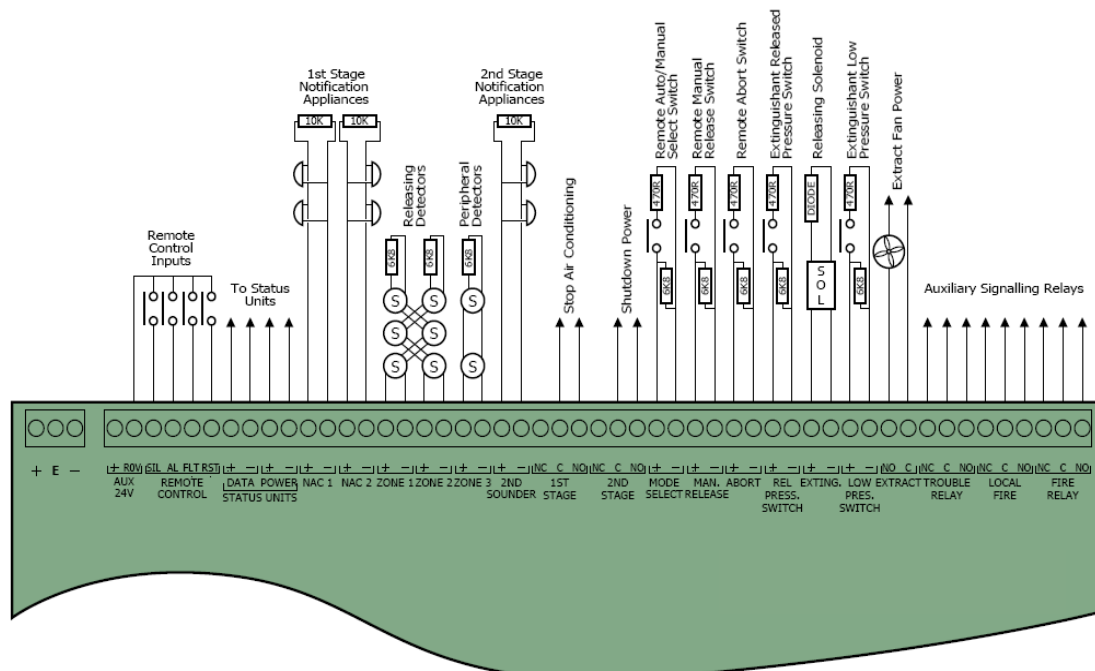 1st Stage
Notification
Appliances
10K
10K
2nd Stage
Notification
Appliances
10K
Remote
Control
Inputs
To Status
Units
Releasing
Detectors
Peripheral
Detectors
6K8
6K8
6K8
S
S
S
S
S
S
S
S
Stop Air Conditioning
Shutdown Power
Remote Auto/Manual
Select Switch
Remote Manual
Release Switch
Remote Abort Switch
Extinguishant Released
Pressure Switch
Releasing Solenoid
Extinguishant Low
Pressure Switch
Extract Fan Power
470R
470R
470R
470R
DIODE
470R
6K8
6K8
6K8
6K8
SOL
6K8
Auxiliary Signalling Relays
+ E −
+ R0V SIL AL FLT RST + − + − + − + − + − + − + − + − NC C NO NC C NO + − + − + − + − + − + − NO C NC C NO NC C NO NC C NO
AUX
24V
REMOTE
CONTROL
DATA POWER
STATUS UNITS
NAC 1
NAC 2
ZONE 1
ZONE 2
ZONE 3
2ND
SOUNDER
1ST
STAGE
2ND
STAGE
MODE
SELECT
MAN.
RELEASE
ABORT
REL
PRESS.
SWITCH
EXTING.
LOW
PRES.
SWITCH
EXTRACT
TROUBLE
RELAY
LOCAL
FIRE
FIRE
RELAY